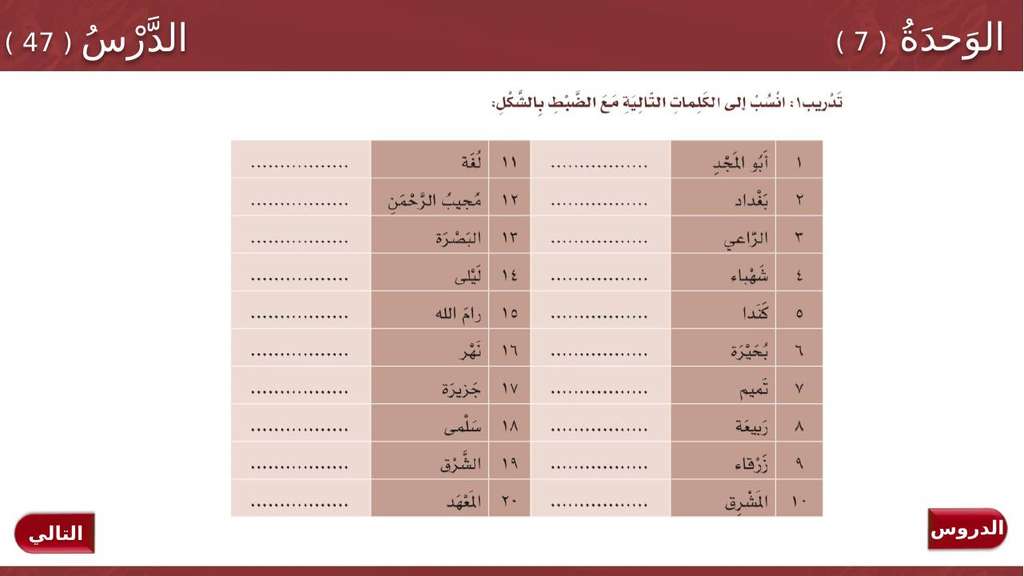 الوَحدَةُ ( 7 ) الدَّرْسُ ( 47 )
تَدْريب١: انْسُبْ إلى الكَلِماتِ التّالِيَةِ مَعَ الضَّبْطِ بِالشَّكْلِ:
١ أَبُو المَجْدِ ................. ١١ لُغَة .................
٢ بَغْداد ................. ١٢ مُجيبُ الرَّحْمَنِ .................
٣ الرّاعي ................. ١٣ البَصْرَة .................
٤ شَهْباء ................. ١٤ لَيْلى .................
٥ كَنَدا ................. ١٥ رامَ الله .................
٦ بُحَيْرَة ................. ١٦ نَهْر .................
٧ تَميم ................. ١٧ جَزيرَة .................
٨ رَبيعَة ................. ١٨ سَلْمى .................
٩ زَرْقاء ................. ١٩ الشَّرْق .................
١٠ المَشْرِق ................. ٢٠ المَعْهَد .................
الدروس
التالي